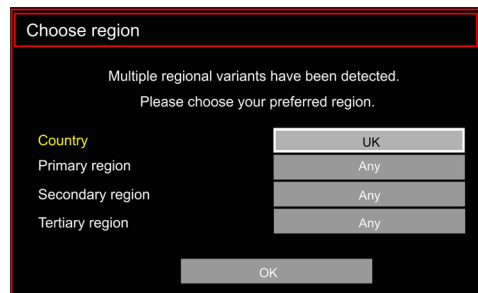 Choose region
Multiple regional variants have been detected.
Please choose your preferred region.
Country UK
Primary region Any
Secondary region Any
Tertiary region Any
OK